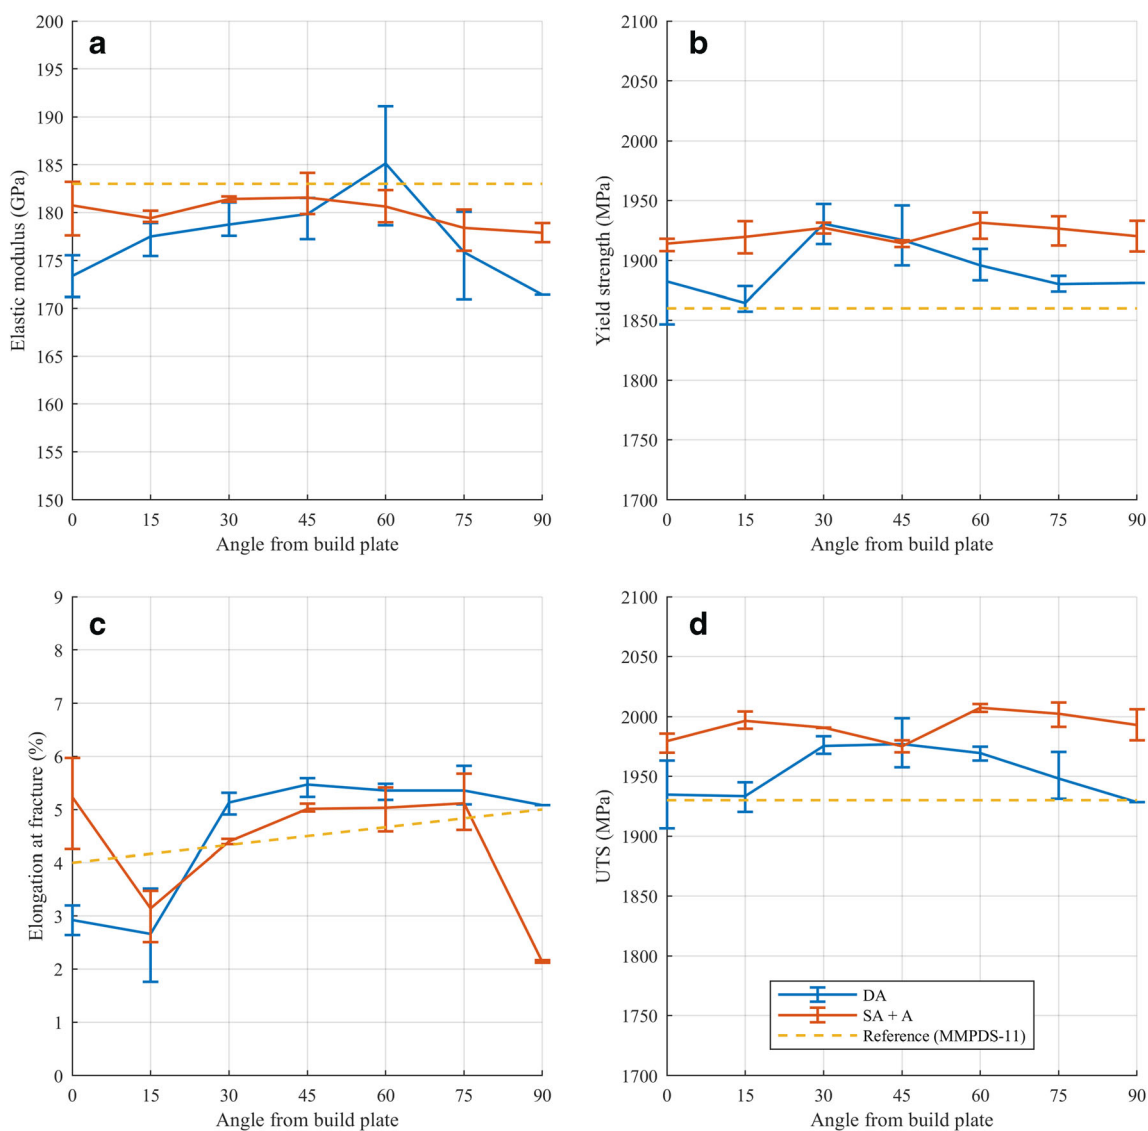 a
200
195
190
185
180
175
170
165
160
155
150
Elastic modulus (GPa)
0 15 30 45 60 75 90
Angle from build plate
b
2100
2050
2000
1950
1900
1850
1800
1750
1700
Yield strength (MPa)
0 15 30 45 60 75 90
Angle from build plate
c
9
8
7
6
5
4
3
2
1
0
Elongation at fracture (%)
0 15 30 45 60 75 90
Angle from build plate
d
2100
2050
2000
1950
1900
1850
1800
1750
1700
UTS (MPa)
DA
SA + A
Reference (MMPDS-11)
0 15 30 45 60 75 90
Angle from build plate